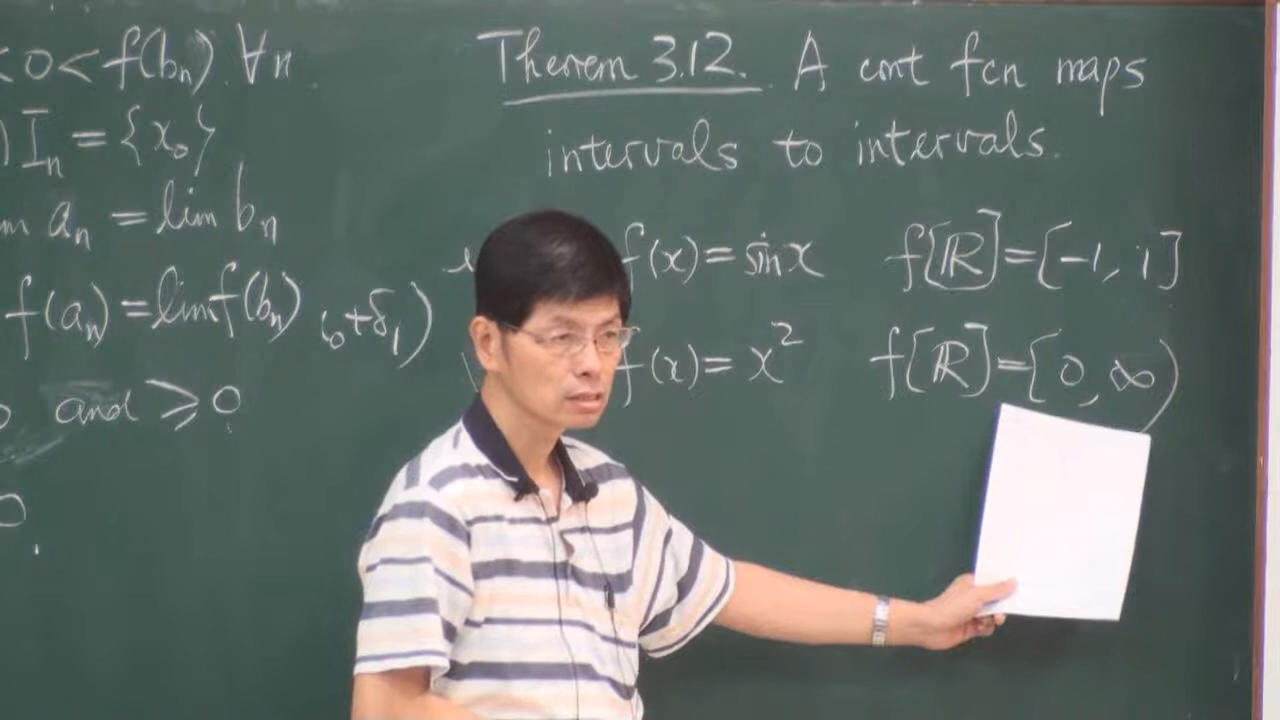 < 0 < f(bₙ) ∀n
Iₙ = {x₀}
aₙ = lim bₙ
f(aₙ) = lim f(bₙ)
+δ₁)
and ≥ 0
0
Theorem 3.12. A cont fcn maps
intervals to intervals.
f(x) = sin x f[ℝ] = [-1, 1]
f(x) = x² f[ℝ] = [0, ∞)